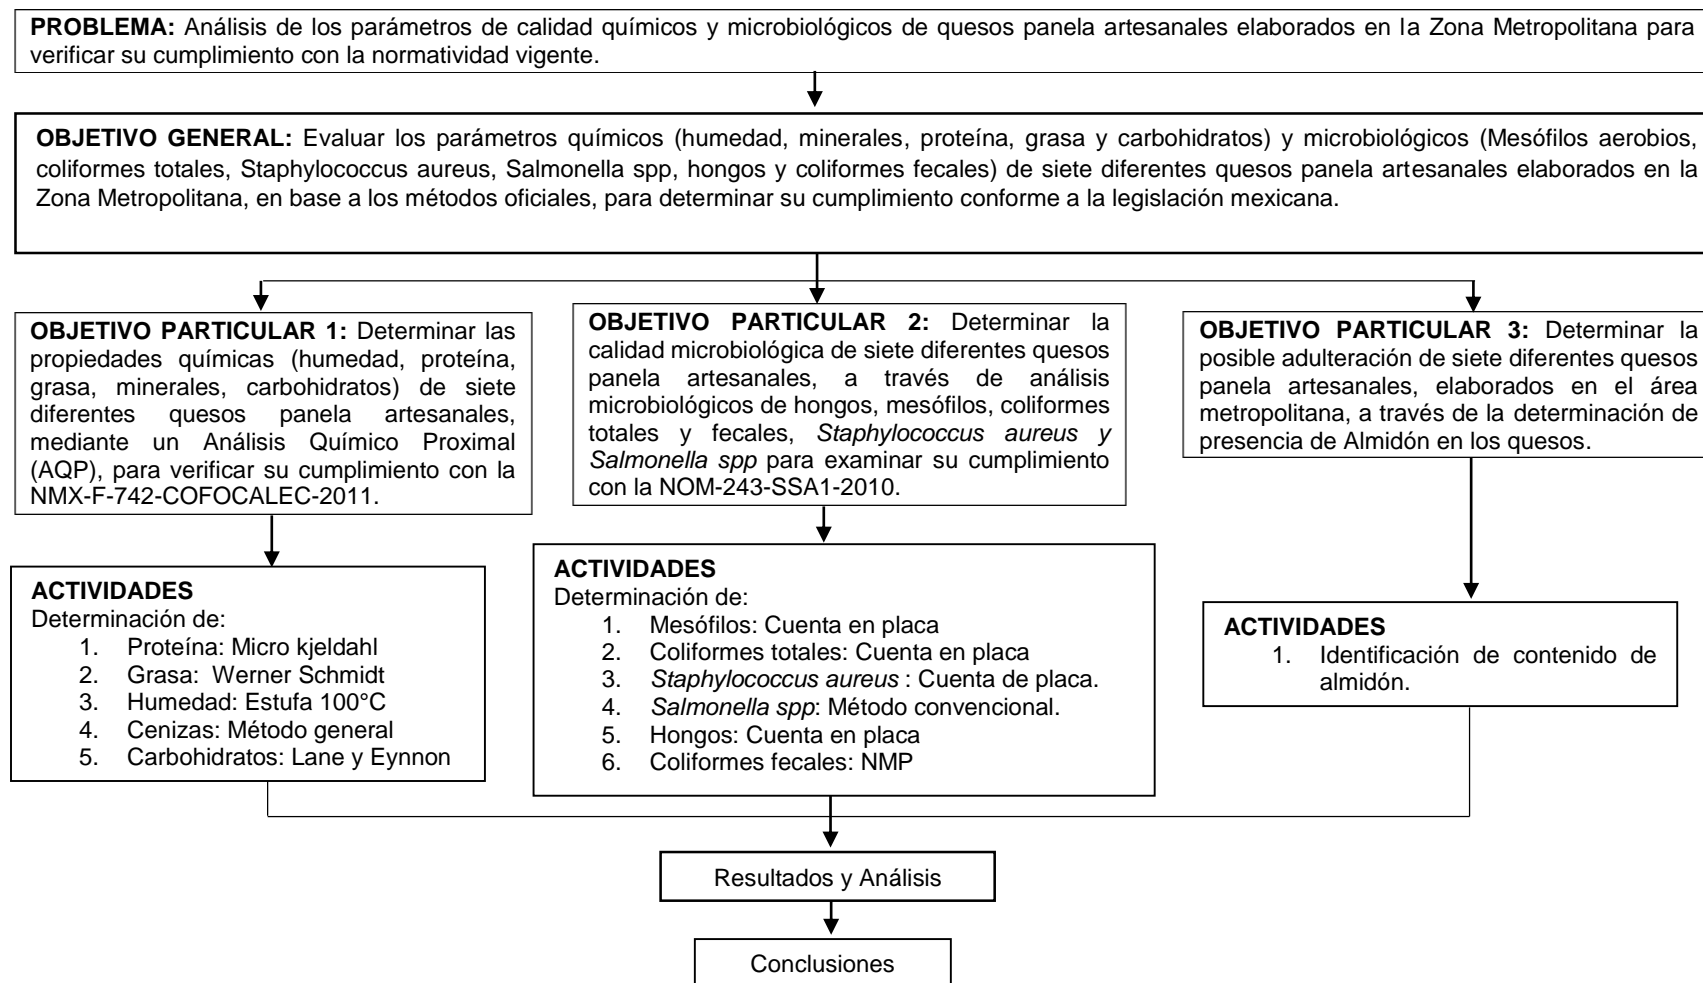 PROBLEMA: Análisis de los parámetros de calidad químicos y microbiológicos de quesos panela artesanales elaborados en la Zona Metropolitana para
verificar su cumplimiento con la normatividad vigente.
OBJETIVO GENERAL: Evaluar los parámetros químicos (humedad, minerales, proteína, grasa y carbohidratos) y microbiológicos (Mesófilos aerobios,
coliformes totales, Staphylococcus aureus, Salmonella spp, hongos y coliformes fecales) de siete diferentes quesos panela artesanales elaborados en la
Zona Metropolitana, en base a los métodos oficiales, para determinar su cumplimiento conforme a la legislación mexicana.
OBJETIVO PARTICULAR 1: Determinar las
propiedades químicas (humedad, proteína,
grasa, minerales, carbohidratos) de siete
diferentes quesos panela artesanales,
mediante un Análisis Químico Proximal
(AQP), para verificar su cumplimiento con la
NMX-F-742-COFOCALEC-2011.
OBJETIVO PARTICULAR 2: Determinar la
calidad microbiológica de siete diferentes quesos
panela artesanales, a través de análisis
microbiológicos de hongos, mesófilos, coliformes
totales y fecales, Staphylococcus aureus y
Salmonella spp para examinar su cumplimiento
con la NOM-243-SSA1-2010.
OBJETIVO PARTICULAR 3: Determinar la
posible adulteración de siete diferentes quesos
panela artesanales, elaborados en el área
metropolitana, a través de la determinación de
presencia de Almidón en los quesos.
ACTIVIDADES
Determinación de:
1. Proteína: Micro kjeldahl
2. Grasa: Werner Schmidt
3. Humedad: Estufa 100°C
4. Cenizas: Método general
5. Carbohidratos: Lane y Eynnon
ACTIVIDADES
Determinación de:
1. Mesófilos: Cuenta en placa
2. Coliformes totales: Cuenta en placa
3. Staphylococcus aureus : Cuenta de placa.
4. Salmonella spp: Método convencional.
5. Hongos: Cuenta en placa
6. Coliformes fecales: NMP
ACTIVIDADES
1. Identificación de contenido de
almidón.
Resultados y Análisis
Conclusiones